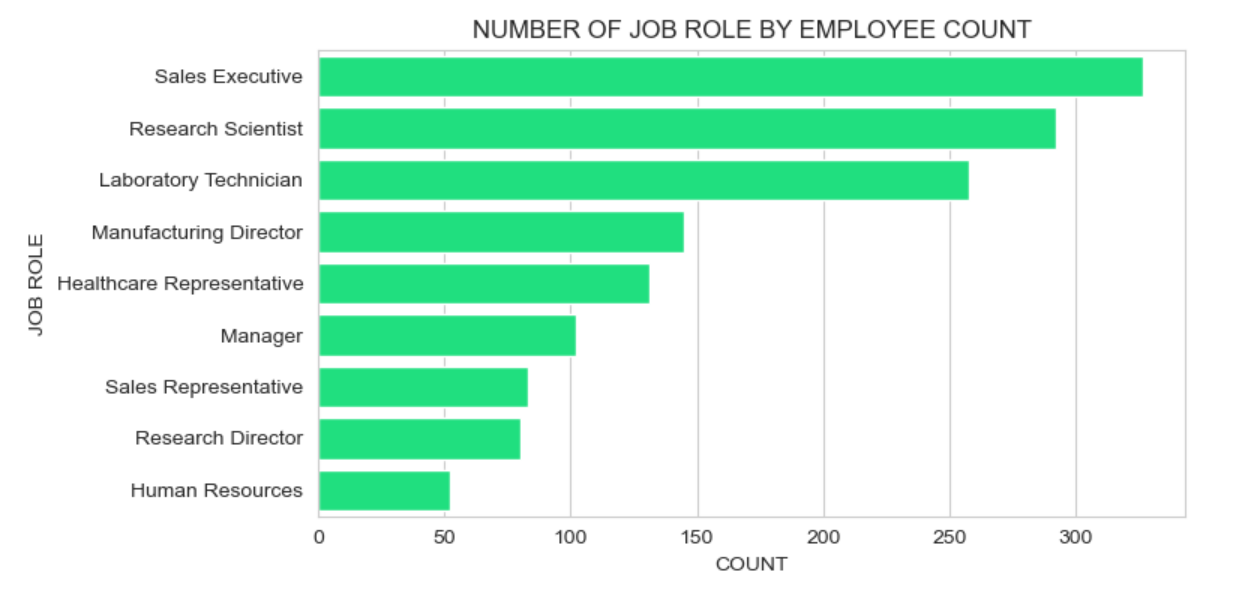 NUMBER OF JOB ROLE BY EMPLOYEE COUNT
JOB ROLE
Sales Executive
Research Scientist
Laboratory Technician
Manufacturing Director
Healthcare Representative
Manager
Sales Representative
Research Director
Human Resources
0 50 100 150 200 250 300
COUNT